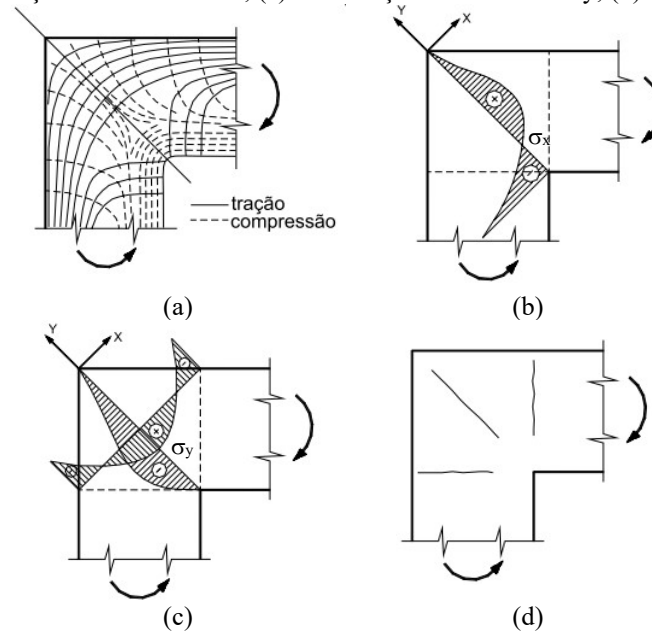 tração
compressão
Y
X
σx
(a)
(b)
Y
X
σy
(c)
(d)